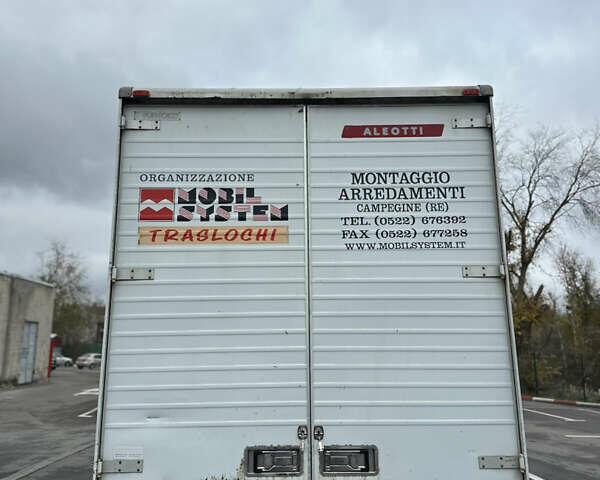 ALEOTTI
ORGANIZZAZIONE
MOBIL
SYSTEM
TRASLOCHI
MONTAGGIO
ARREDAMENTI
CAMPEGINE (RE)
TEL. (0522) 676392
FAX (0522) 677258
WWW.MOBILSYSTEM.IT